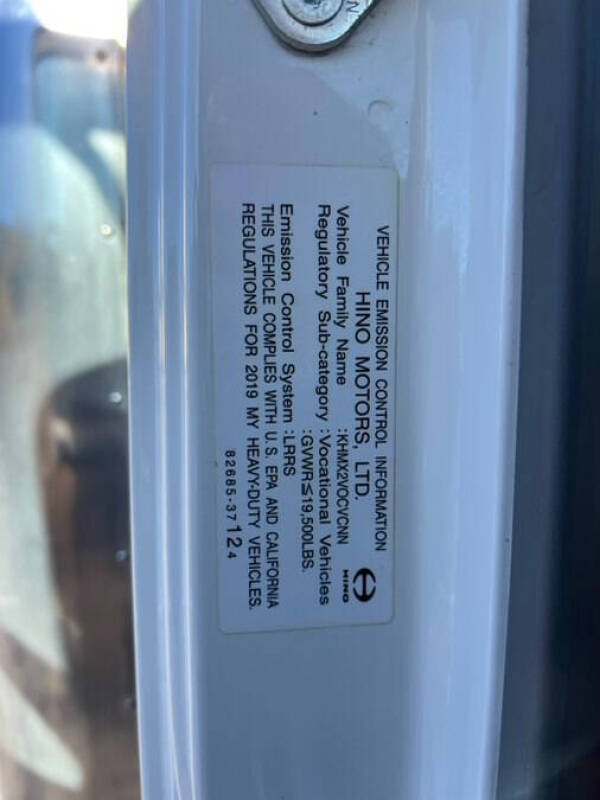 VEHICLE EMISSION CONTROL INFORMATION
HINO MOTORS, LTD.
HINO
Vehicle Family Name :KHMX2VOCVCNN
Regulatory Sub-category :Vocational Vehicles
:GVWR≤19,500LBS.
Emission Control System :LRRS
THIS VEHICLE COMPLIES WITH U.S. EPA AND CALIFORNIA
REGULATIONS FOR 2019 MY HEAVY-DUTY VEHICLES.
82685-37124